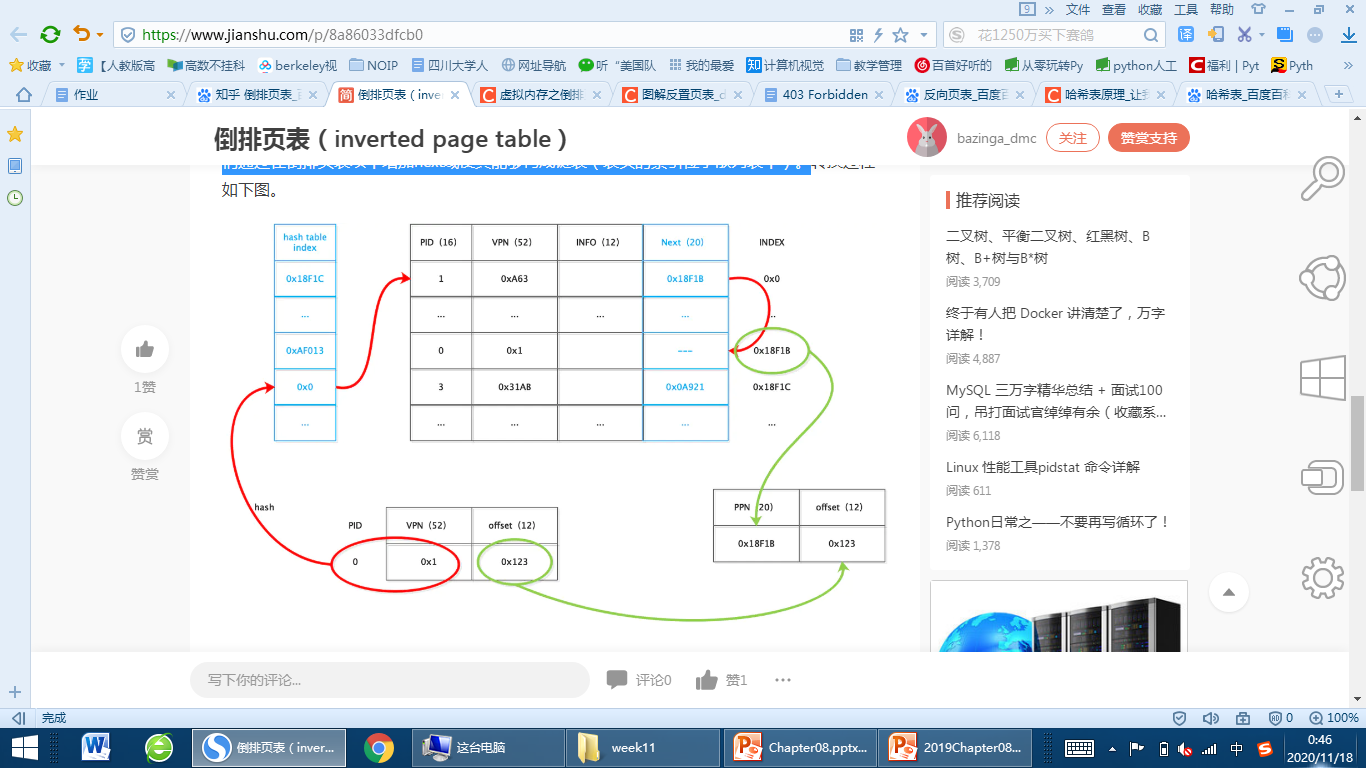 9 » 文件 查看 收藏 工具 帮助
https://www.jianshu.com/p/8a86033dfcb0
花1250万买下赛鸽
译
收藏 【人教版高 高数不挂科 berkeley视 NOIP 四川大学人 网址导航 听“美国队 我的最爱 计算机视觉 教学管理 百首好听的 从零玩转Py python人工 福利 | Pyt Pyth »
作业 知乎 倒排页表_百 倒排页表（inver 虚拟内存之倒排 图解反置页表_c 403 Forbidden 反向页表_百度百 哈希表原理_让 哈希表_百度百科
倒排页表（inverted page table）
bazinga_dmc 关注 赞赏支持
如下图。
hash table
index
0x18F1C
...
0xAF013
0x0
...
PID（16） VPN（52） INFO（12） Next（20） INDEX
1 0xA63 0x18F1B 0x0
... ... ... ... ...
0 0x1 --- 0x18F1B
3 0x31AB 0x0A921 0x18F1C
... ... ... ... ...
hash
PID VPN（52） offset（12）
0 0x1 0x123
PPN（20） offset（12）
0x18F1B 0x123
1赞
赏
赞赏
推荐阅读
二叉树、平衡二叉树、红黑树、B
树、B+树与B*树
阅读 3,709
终于有人把 Docker 讲清楚了，万字
详解！
阅读 4,887
MySQL 三万字精华总结 + 面试100
问，吊打面试官绰绰有余（收藏系...
阅读 6,118
Linux 性能工具pidstat 命令详解
阅读 611
Python日常之——不要再写循环了！
阅读 1,378
写下你的评论...
评论0 赞1
完成
0 100%
倒排页表（inver... 这台电脑 week11 Chapter08.pptx... 2019Chapter08...
中
0:46
2020/11/18